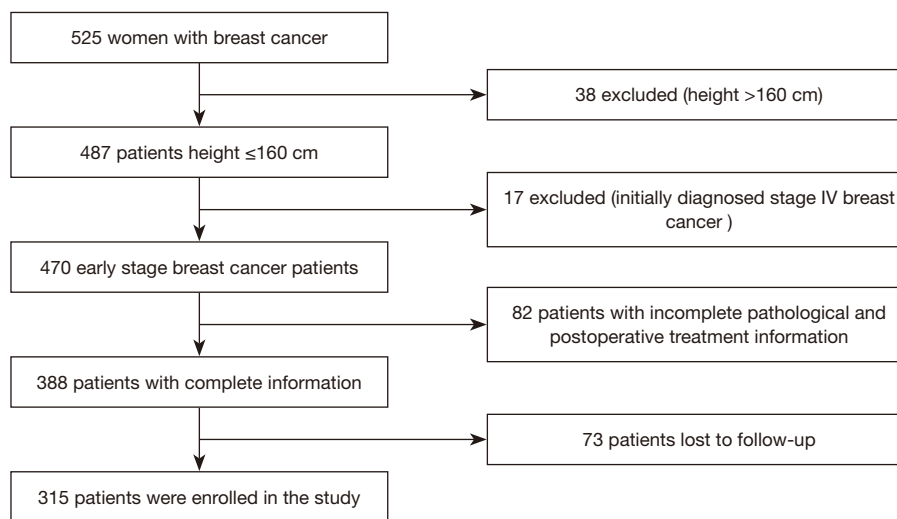 525 women with breast cancer
38 excluded (height >160 cm)
487 patients height ≤160 cm
17 excluded (initially diagnosed stage IV breast
cancer )
470 early stage breast cancer patients
82 patients with incomplete pathological and
postoperative treatment information
388 patients with complete information
73 patients lost to follow-up
315 patients were enrolled in the study